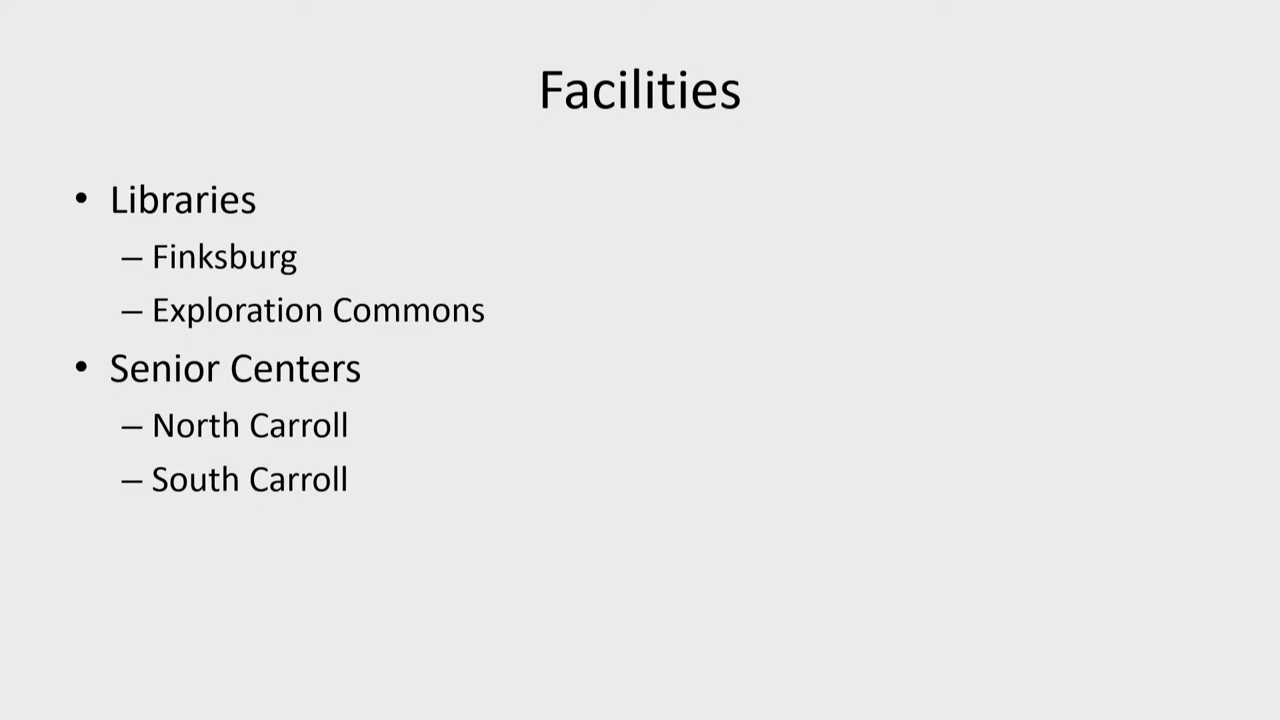 Facilities
• Libraries
– Finksburg
– Exploration Commons
• Senior Centers
– North Carroll
– South Carroll